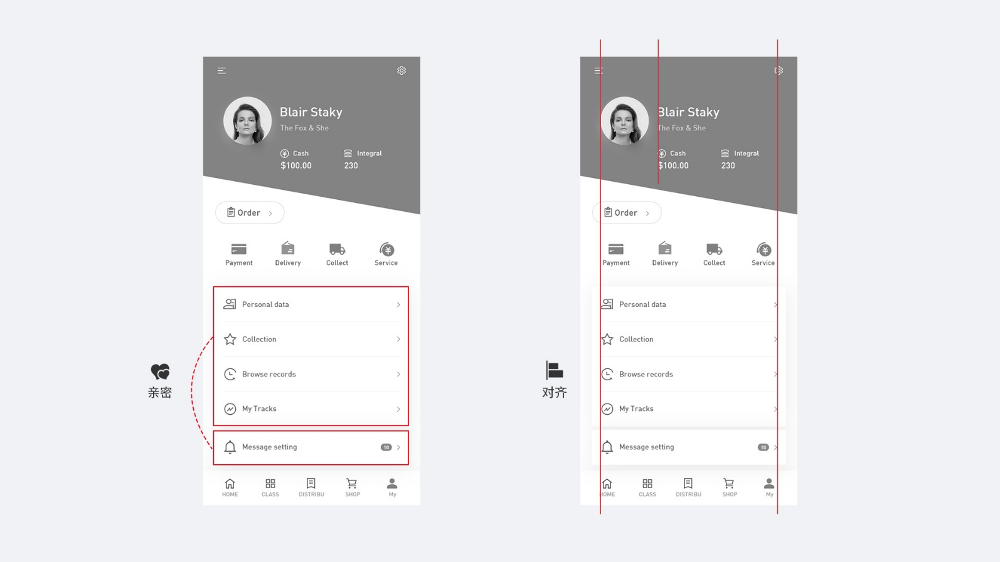 Blair Staky
The Fox & She
Cash
Integral
$100.00
230
Order
Payment
Delivery
Collect
Service
Personal data
Collection
Browse records
My Tracks
Message setting
10
HOME
CLASS
DISTRIBU
SHOP
My
亲密
Blair Staky
The Fox & She
Cash
Integral
$100.00
230
Order
Payment
Delivery
Collect
Service
Personal data
Collection
Browse records
My Tracks
Message setting
10
HOME
CLASS
DISTRIBU
SHOP
My
对齐